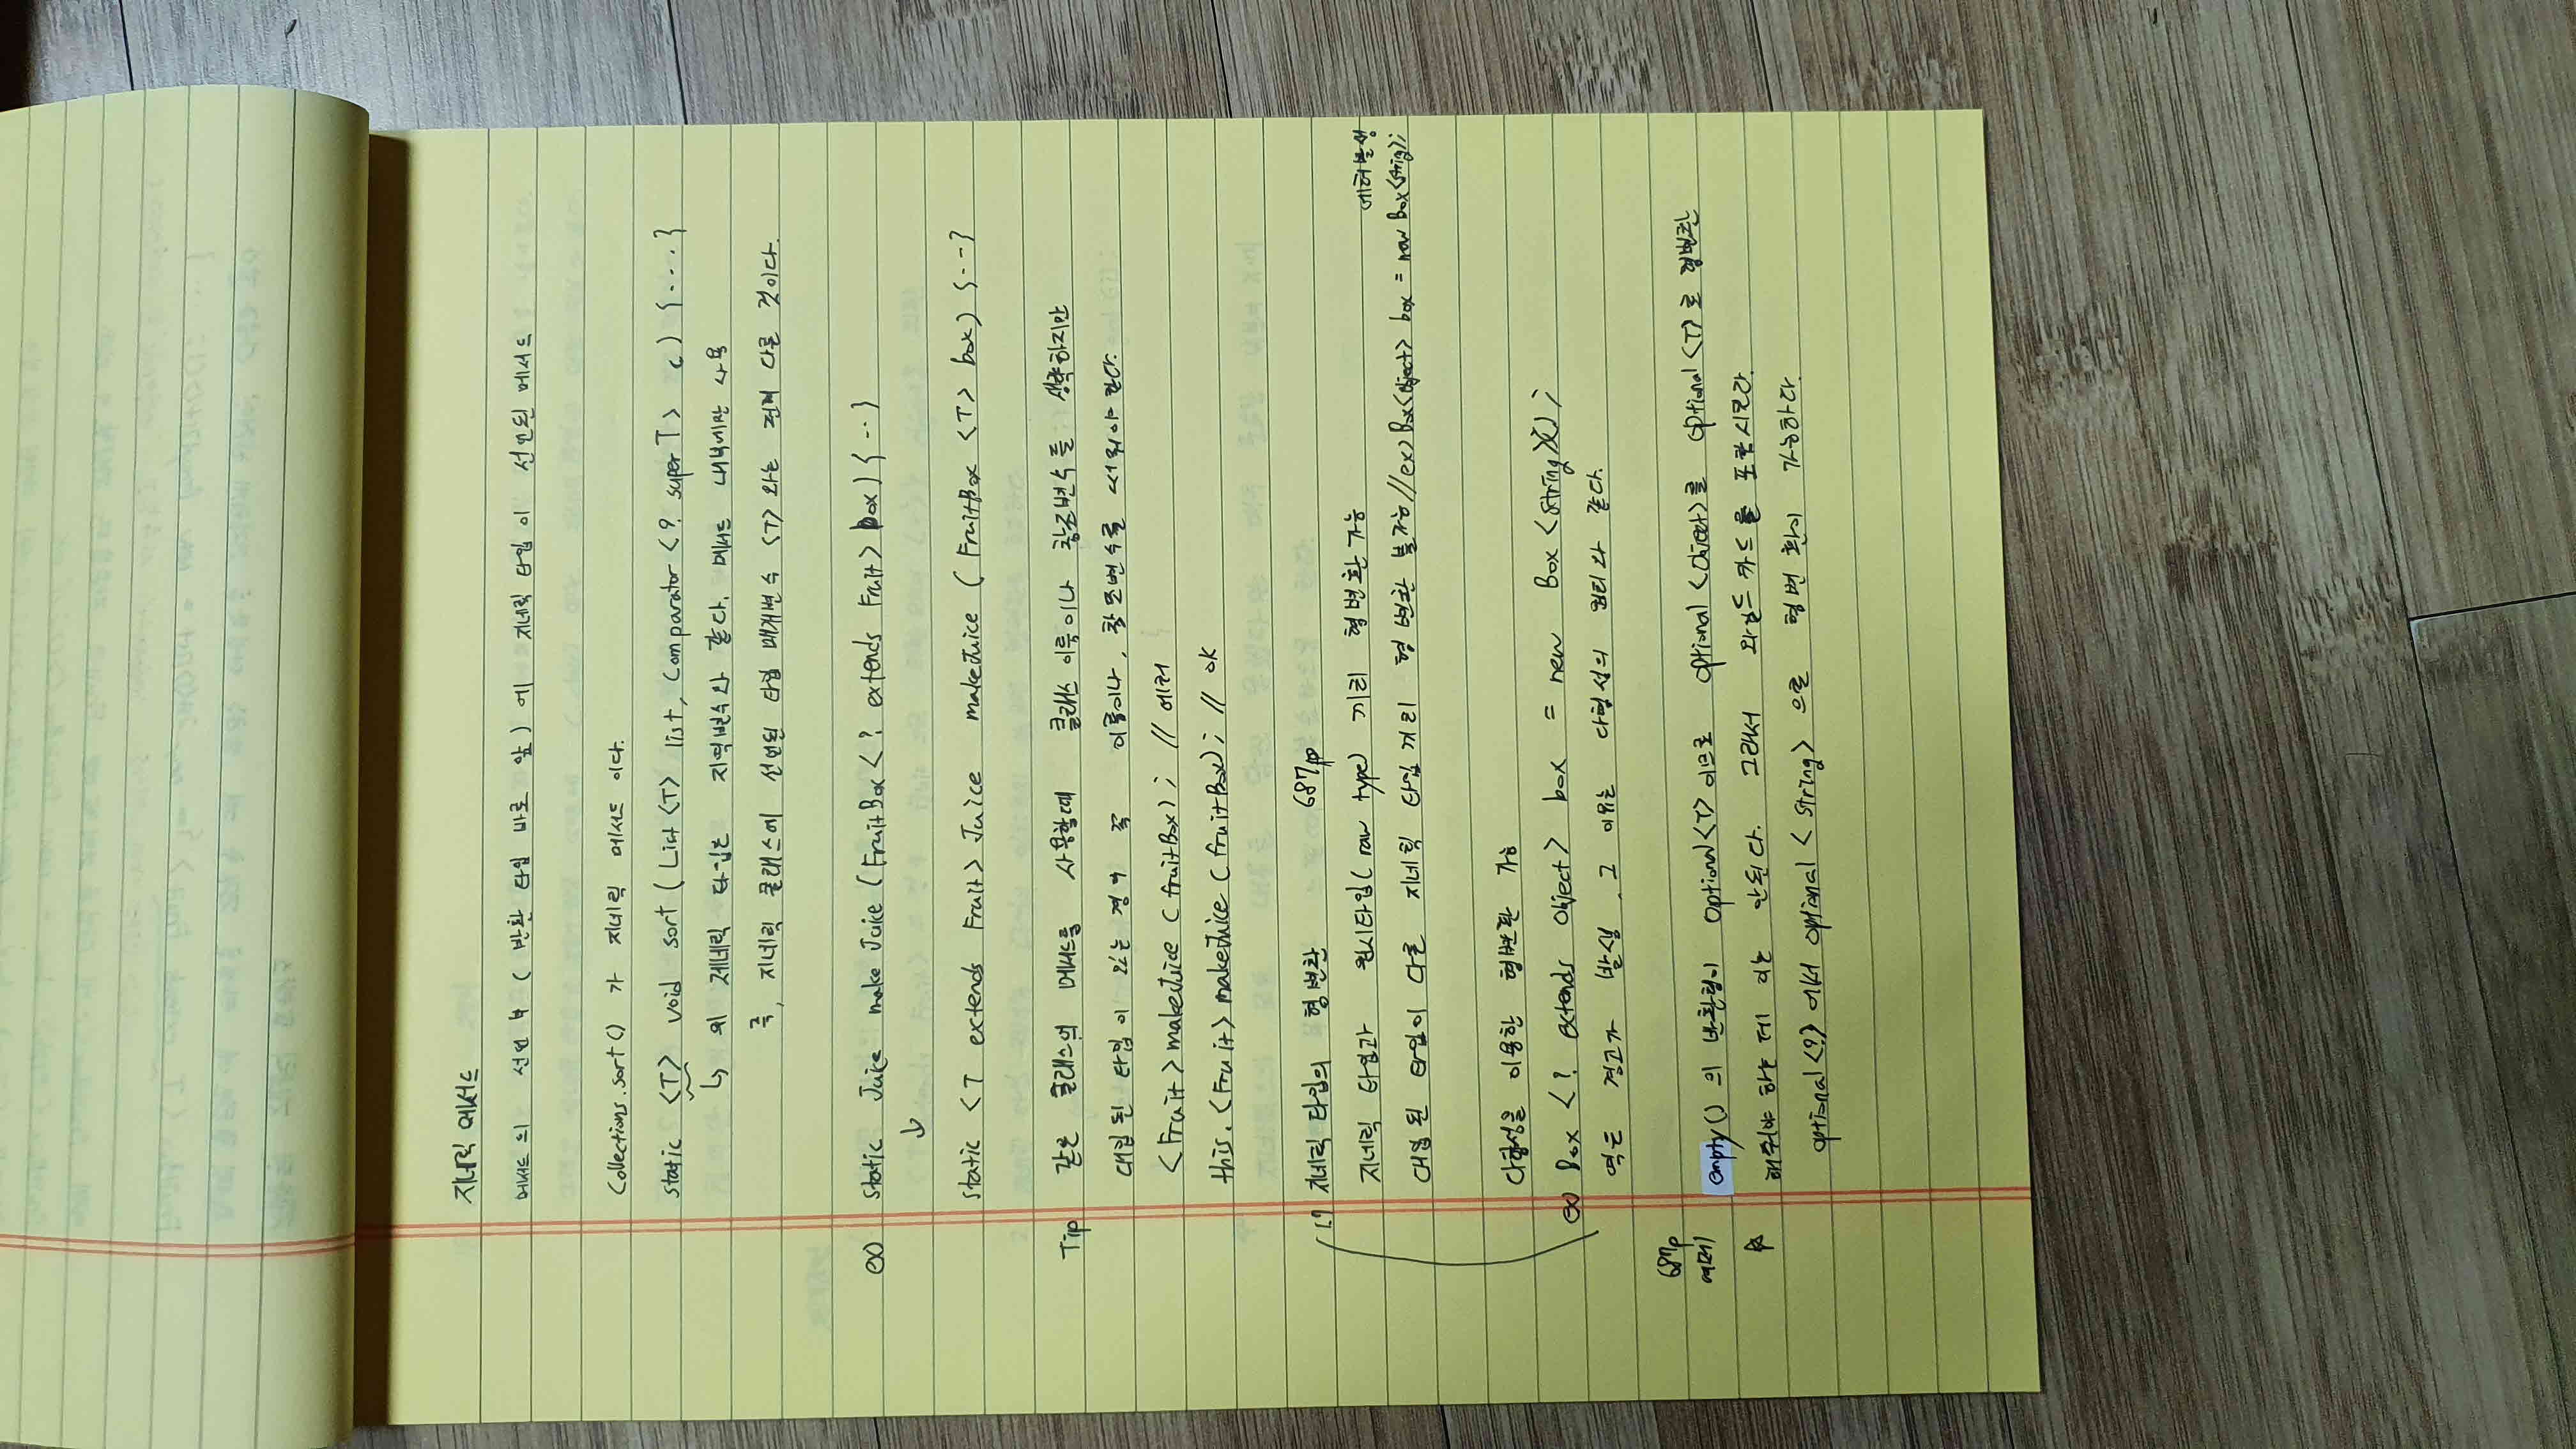 지네릭 메서드
메서드의 선언부 ( 반환 타입 바로 앞 ) 에 지네릭 타입이 선언된 메서드
Collections.sort() 가 지네릭 메서드 이다.
static <T> void sort ( List <T> list, Comparator <? super T> c ) { .... }
↳ 의 제네릭 타입은 지역변수와 같다. 메서드 내부에만 사용
즉, 지네릭 클래스에 선언된 타입 매개변수 <T> 와는 전혀 다른 것이다.
ex) static Juice make Juice ( FruitBox <? extends Fruit> box ) { ... }
↓
static <T extends Fruit> Juice makeJuice ( FruitBox <T> box ) { ... }
Tip 같은 클래스의 메서드를 사용할때 클래스 이름이나 참조변수를 생략하지만
대입된 타입이 있는 경우 꼭 이름이나, 참조변수를 써줘야 한다.
<Fruit> makeJuice ( fruitBox ) ; // 에러
this. <Fruit> makeJuice ( fruitBox ) ; // ok
1.7 지네릭 타입의 형변환 687p
지네릭 타입과 원시타입( raw type) 끼리 형변환 가능
에러발생
대입된 타입이 다른 지네릭 타입 끼리 형변환 불가능 // ex) Box<Object> box = new Box<Strig>;
다형성을 이용한 형변환 가능
ex) Box <? extends Object> box = new Box <String>();
역은 경고가 발생 . 그 이유는 다형성의 원리와 같다.
687p
예제 empty() 의 반환형이 Optional<T> 이므로 optional <Object>를 optional <T> 로 형변환
☆ 해줘야 하는데 이는 안된다. 그래서 와일드 카드를 포함시킨다.
optional <?> 에서 optional < string> 으로 형변환이 가능하다.